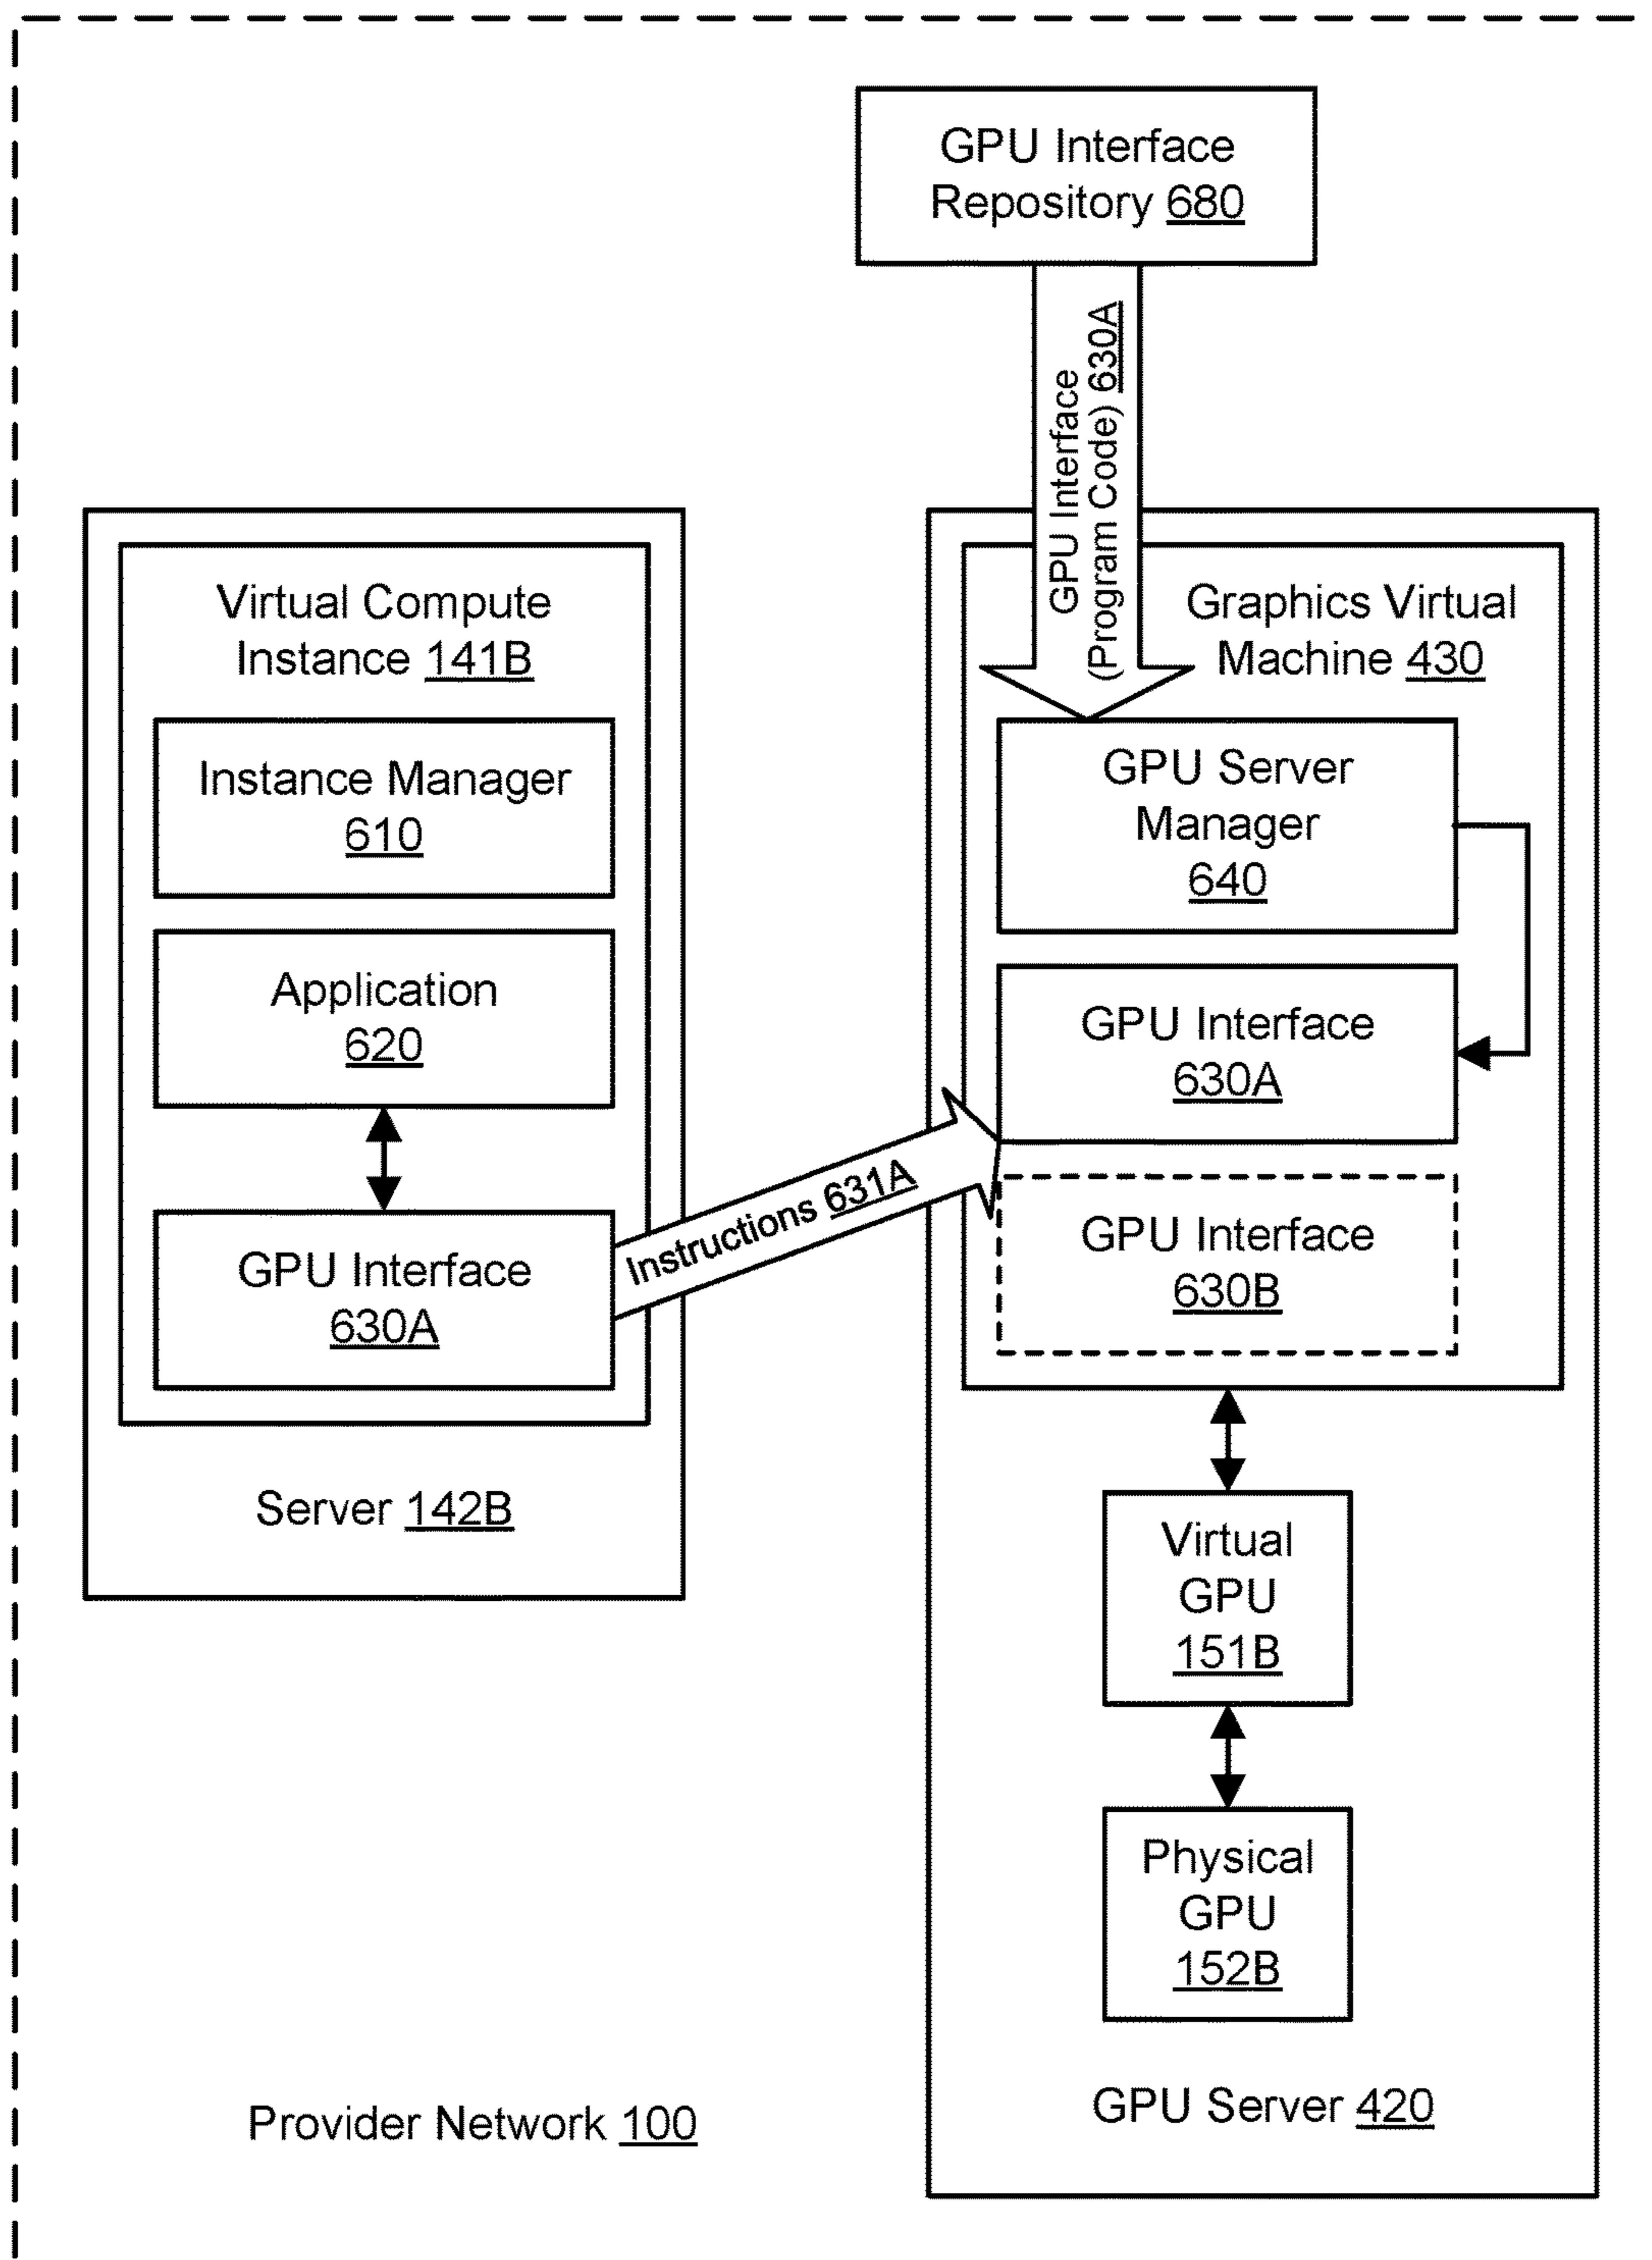 GPU Interface
Repository 680
GPU Interface
(Program Code) 630A
Virtual Compute
Instance 141B
Instance Manager
610
Application
620
GPU Interface
630A
Server 142B
Instructions 631A
Graphics Virtual
Machine 430
GPU Server
Manager
640
GPU Interface
630A
GPU Interface
630B
Virtual
GPU
151B
Physical
GPU
152B
GPU Server 420
Provider Network 100